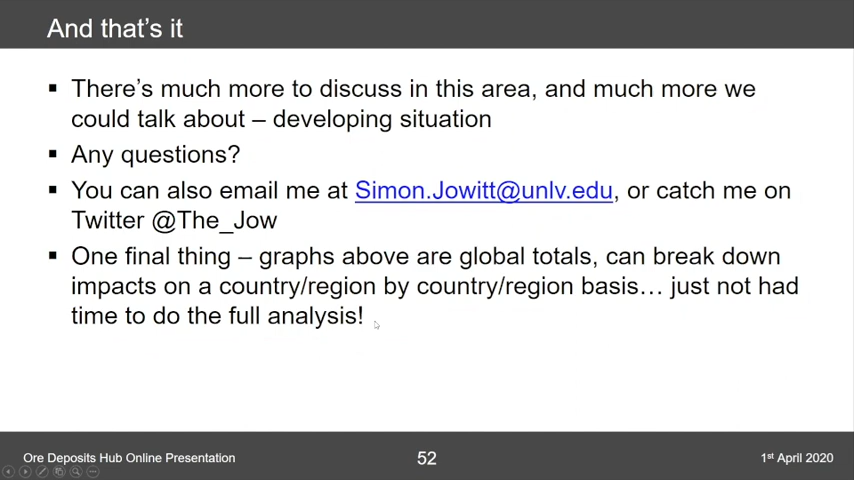 And that's it
▪ There's much more to discuss in this area, and much more we
could talk about – developing situation
▪ Any questions?
▪ You can also email me at Simon.Jowitt@unlv.edu, or catch me on
Twitter @The_Jow
▪ One final thing – graphs above are global totals, can break down
impacts on a country/region by country/region basis… just not had
time to do the full analysis!
Ore Deposits Hub Online Presentation
52
1st April 2020